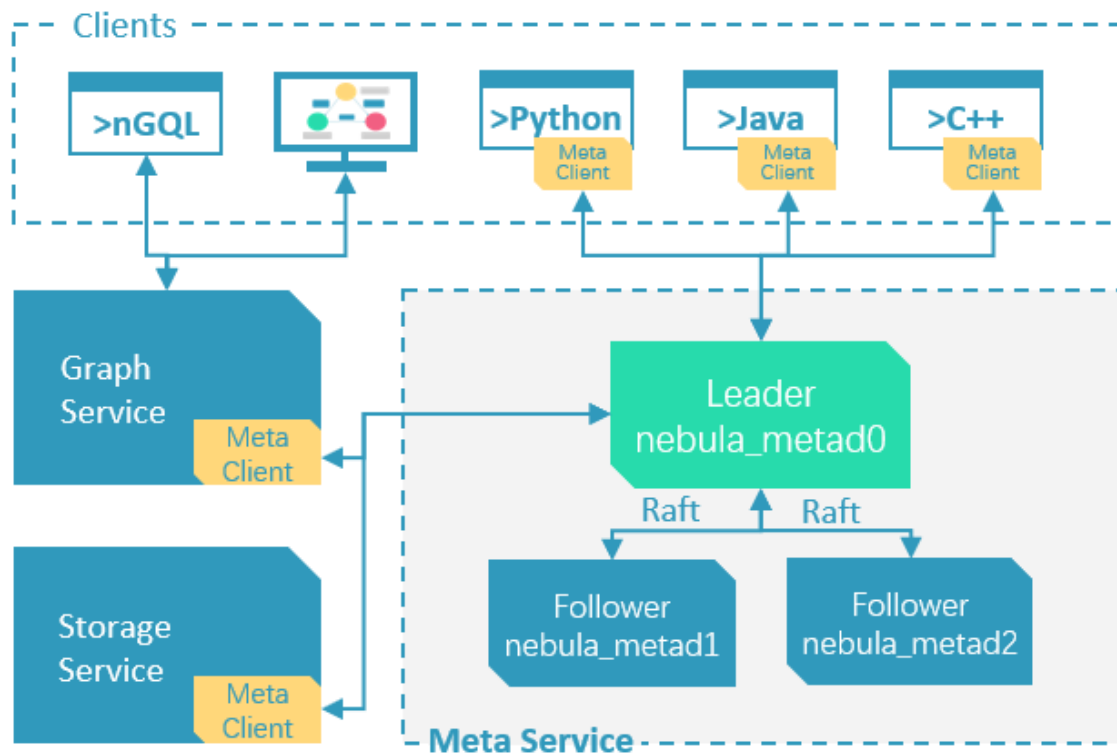 Clients
>nGQL
>Python
>Java
>C++
Meta
Client
Meta
Client
Meta
Client
Graph
Service
Meta
Client
Leader
nebula_metad0
Raft
Raft
Follower
nebula_metad1
Follower
nebula_metad2
Storage
Service
Meta
Client
Meta Service